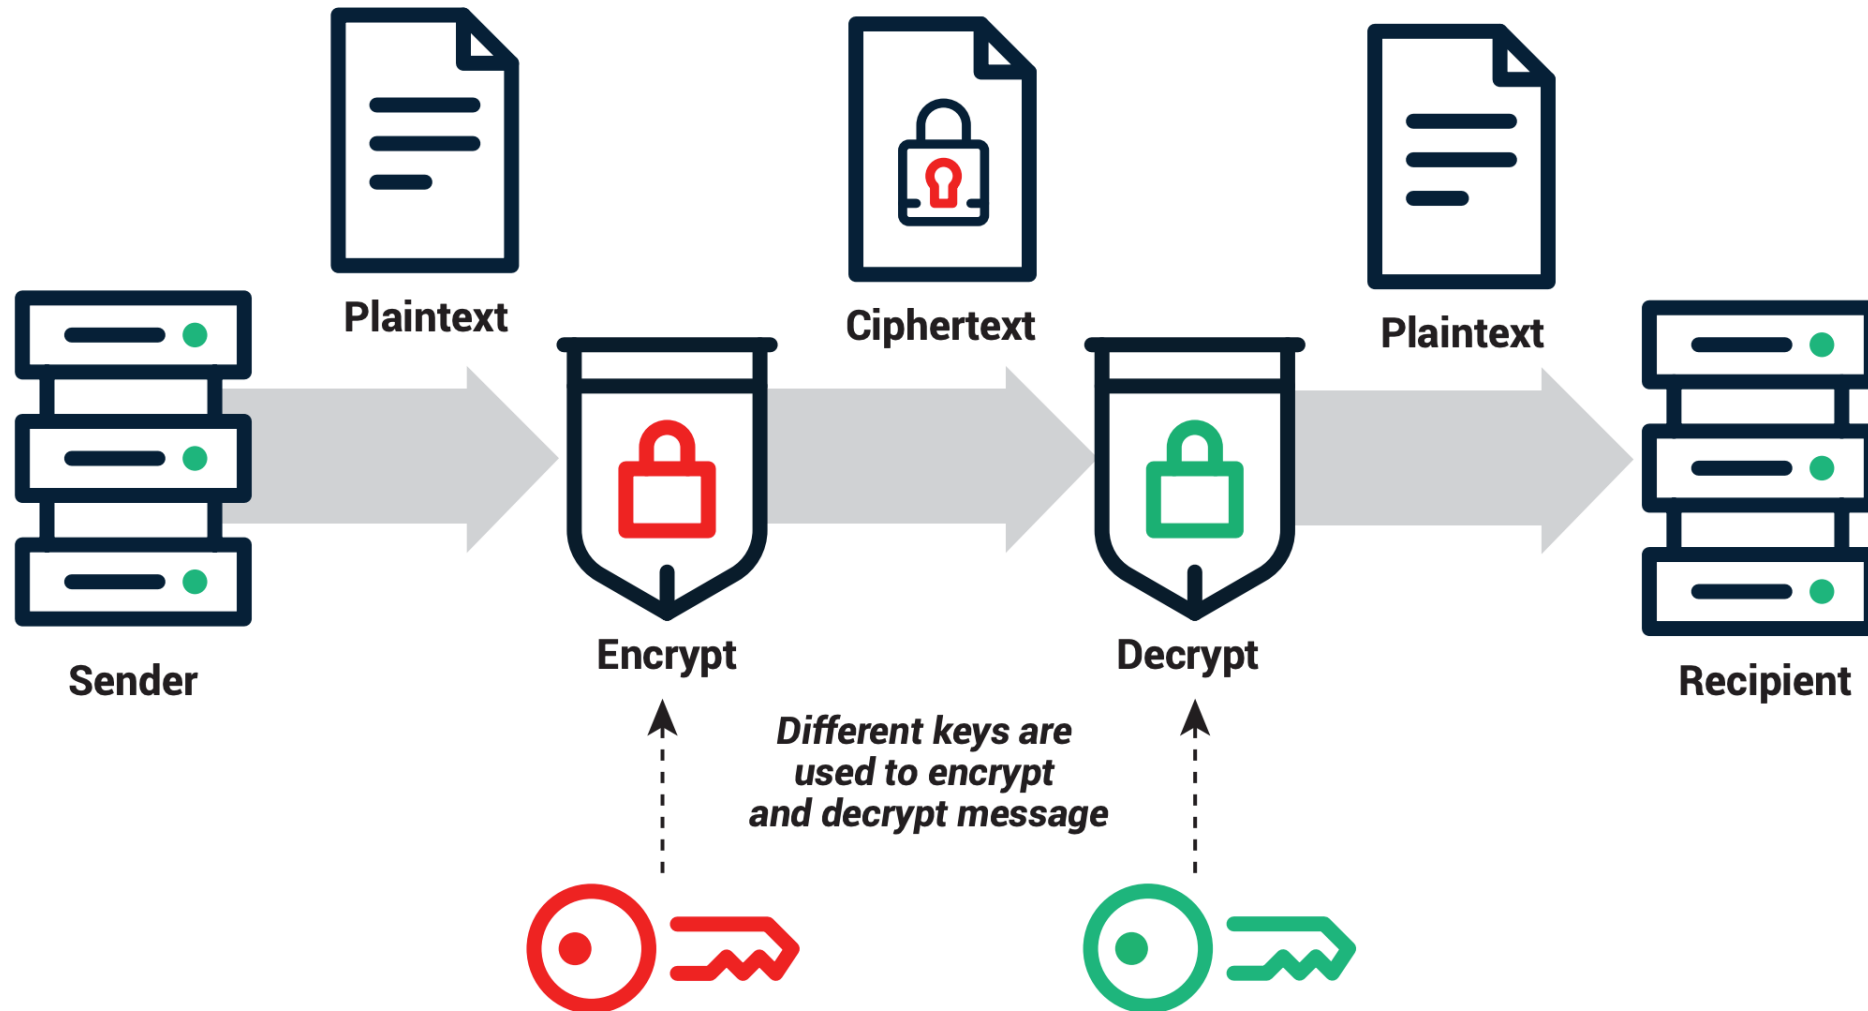 Plaintext
Ciphertext
Plaintext
Encrypt
Decrypt
Sender
Recipient
Different keys are
used to encrypt
and decrypt message